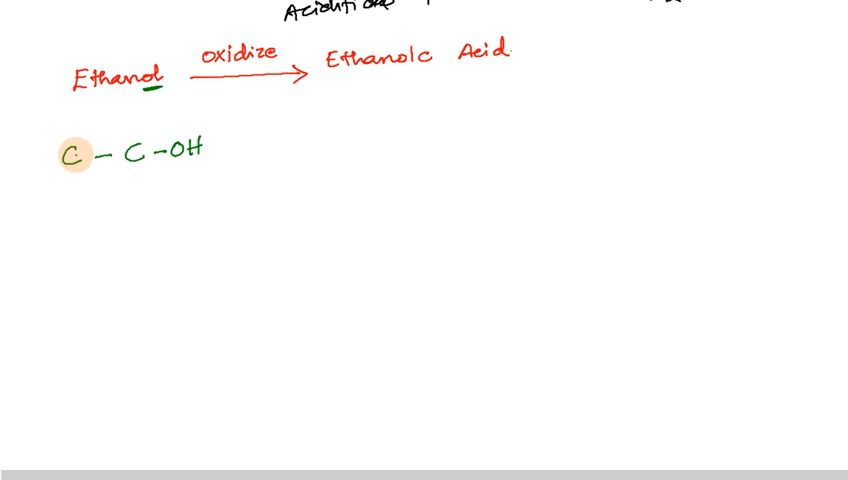 oxidize
Ethanol ⟶ Ethanolc Acid.
C - C - OH